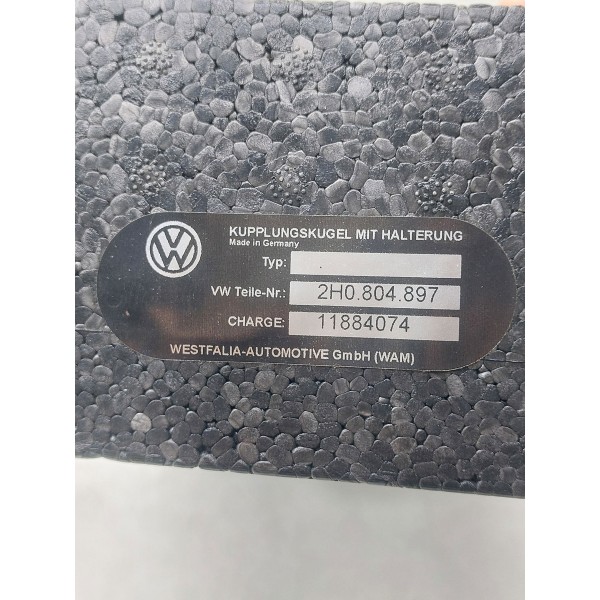 KUPPLUNGSKUGEL MIT HALTERUNG
Made in Germany
Typ:
VW Teile-Nr.: 2H0.804.897
CHARGE: 11884074
WESTFALIA-AUTOMOTIVE GmbH (WAM)